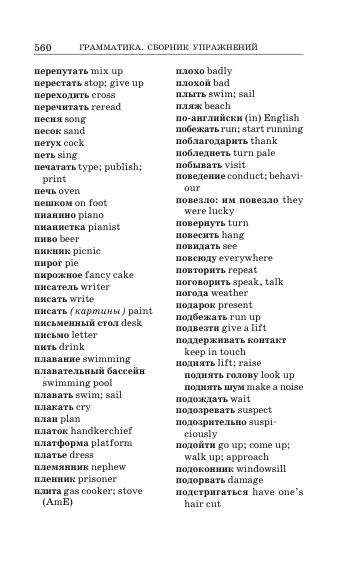 560 ГРАММАТИКА. СБОРНИК УПРАЖНЕНИЙ
перепутать mix up
перестать stop; give up
переходить cross
перечитать reread
песня song
песок sand
петух cock
петь sing
печатать type; publish;
print
печь oven
пешком on foot
пианино piano
пианистка pianist
пиво beer
пикник picnic
пирог pie
пирожное fancy cake
писатель writer
писать write
писать (картины) paint
письменный стол desk
письмо letter
пить drink
плавание swimming
плавательный бассейн
swimming pool
плавать swim; sail
плакать cry
план plan
платок handkerchief
платформа platform
платье dress
племянник nephew
пленник prisoner
плита gas cooker; stove
(AmE)
плохо badly
плохой bad
плыть swim; sail
пляж beach
по-английски (in) English
побежать run; start running
поблагодарить thank
побледнеть turn pale
побывать visit
поведение conduct; behavi-
our
повезло: им повезло they
were lucky
повернуть turn
повесить hang
повидать see
повсюду everywhere
повторить repeat
поговорить speak, talk
погода weather
подарок present
подбежать run up
подвезти give a lift
поддерживать контакт
keep in touch
поднять lift; raise
поднять голову look up
поднять шум make a noise
подождать wait
подозревать suspect
подозрительно suspi-
ciously
подойти go up; come up;
walk up; approach
подоконник windowsill
подорвать damage
подстригаться have one's
hair cut